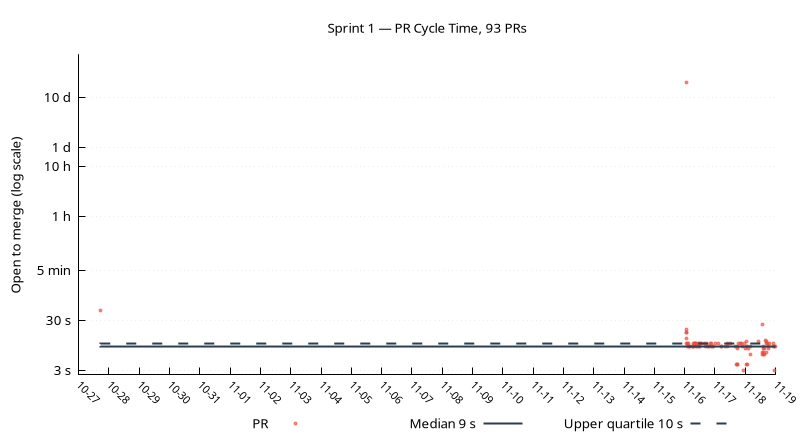 Sprint 1 — PR Cycle Time, 93 PRs
Open to merge (log scale)
10 d
1 d
10 h
1 h
5 min
30 s
3 s
10-27
10-28
10-29
10-30
10-31
11-01
11-02
11-03
11-04
11-05
11-06
11-07
11-08
11-09
11-10
11-11
11-12
11-13
11-14
11-15
11-16
11-17
11-18
11-19
PR
Median 9 s
Upper quartile 10 s